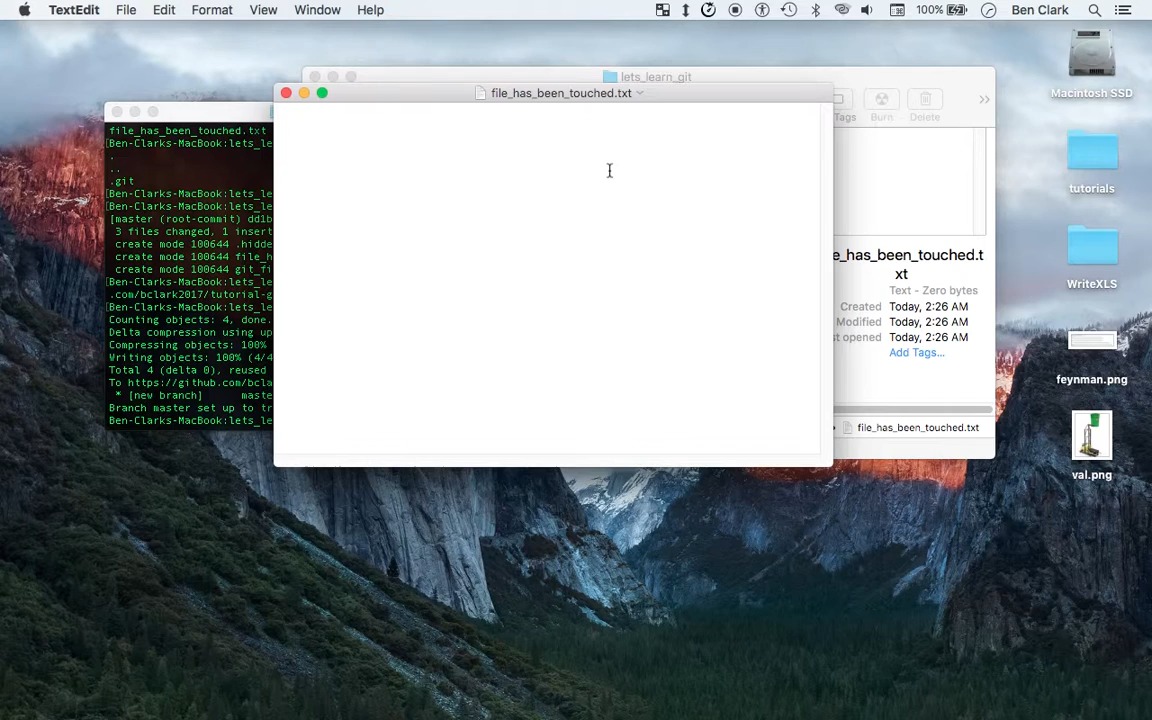 TextEdit File Edit Format View Window Help 100% Ben Clark
Macintosh SSD
tutorials
WriteXLS
feynman.png
val.png
lets_learn_git
Tags Burn Delete
file_has_been_touched.txt
file_has_been_touched.txt
[Ben-Clarks-MacBook:lets_le
.
..
.git
[Ben-Clarks-MacBook:lets_le
[Ben-Clarks-MacBook:lets_le
[master (root-commit) dd1b
3 files changed, 1 insert
create mode 100644 .hidde
create mode 100644 file_h
create mode 100644 git_fi
[Ben-Clarks-MacBook:lets_le
.com/bclark2017/tutorial-g
[Ben-Clarks-MacBook:lets_le
Counting objects: 4, done.
Delta compression using up
Compressing objects: 100%
Writing objects: 100% (4/4
Total 4 (delta 0), reused
To https://github.com/bcla
* [new branch] maste
Branch master set up to tr
Ben-Clarks-MacBook:lets_le
e_has_been_touched.t
xt
Text - Zero bytes
Created Today, 2:26 AM
Modified Today, 2:26 AM
st opened Today, 2:26 AM
Add Tags...
file_has_been_touched.txt